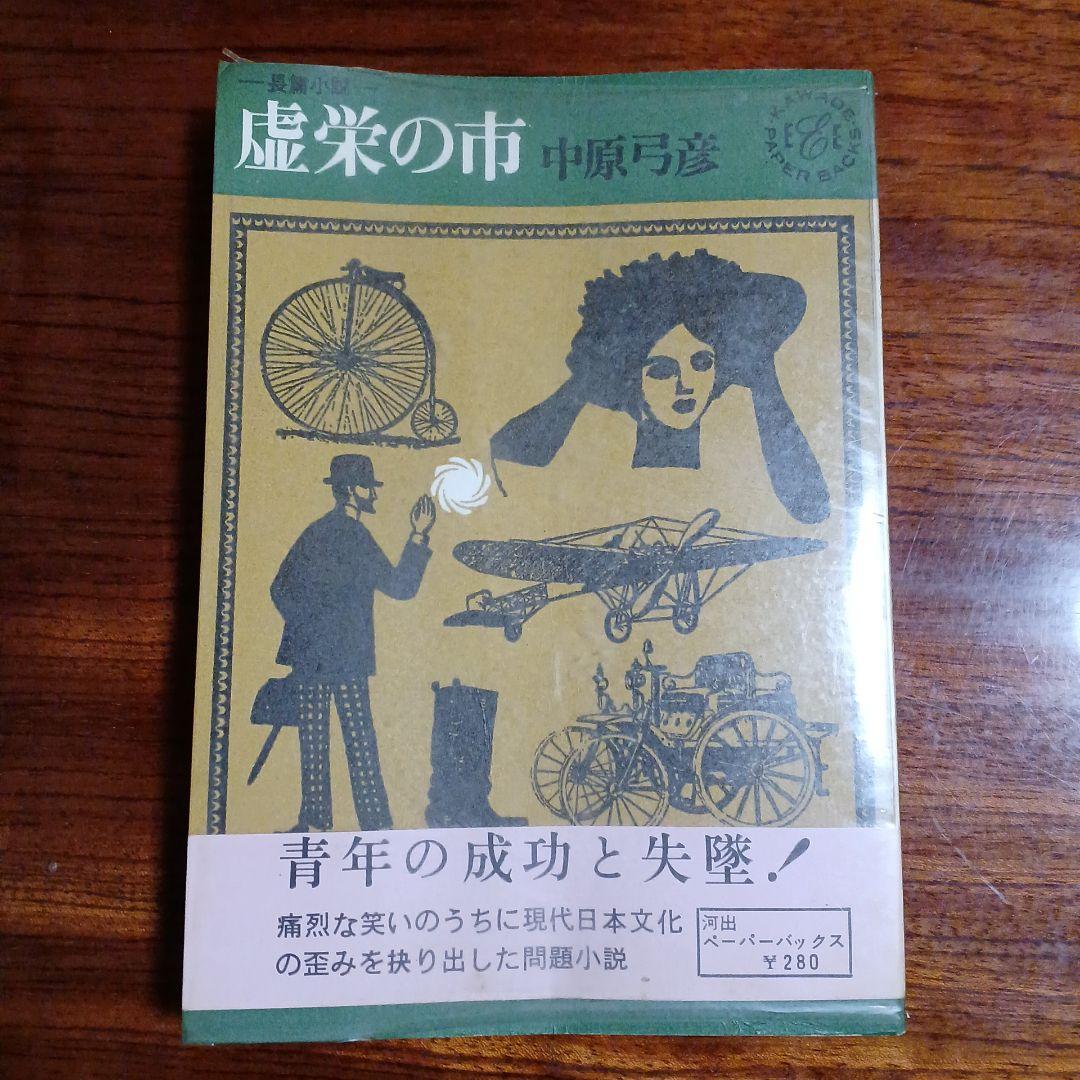 ―長篇小説―
虚栄の市 中原弓彦
KAWADE・PAPER BACKS・
E
青年の成功と失墜！
痛烈な笑いのうちに現代日本文化
の歪みを抉り出した問題小説
河出
ペーパーバックス
￥280